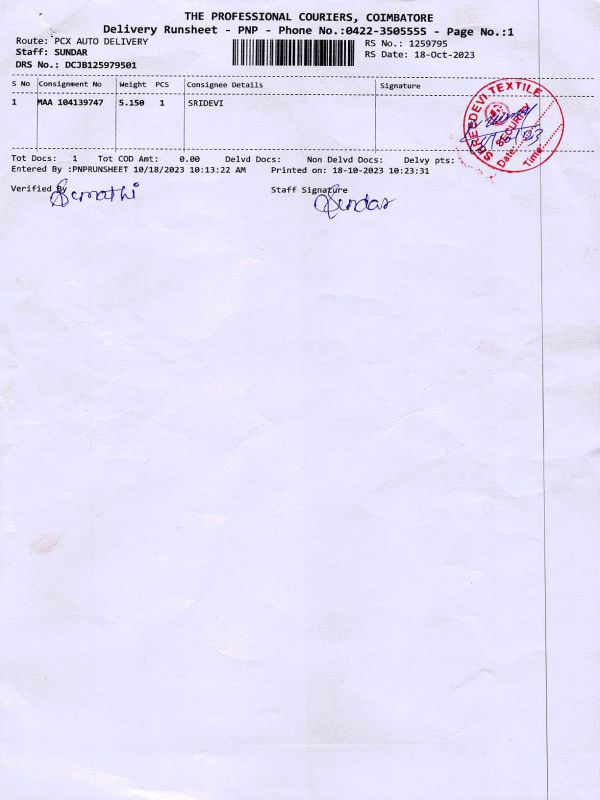 THE PROFESSIONAL COURIERS, COIMBATORE
Delivery Runsheet - PNP - Phone No.:0422-3505555 - Page No.:1
Route: PCX AUTO DELIVERY
RS No.: 1259795
Staff: SUNDAR
RS Date: 18-Oct-2023
DRS No.: DCJB125979501
S No Consignment No Weight PCS Consignee Details Signature
1 MAA 104139747 5.150 1 SRIDEVI
SHREEDEVI TEXTILE
SECURITY
Date:
Time:
Tot Docs: 1 Tot COD Amt: 0.00 Delvd Docs: Non Delvd Docs: Delvy pts:
Entered By :PNPRUNSHEET 10/18/2023 10:13:22 AM Printed on: 18-10-2023 10:23:31
Verified By
Staff Signature
Sundar